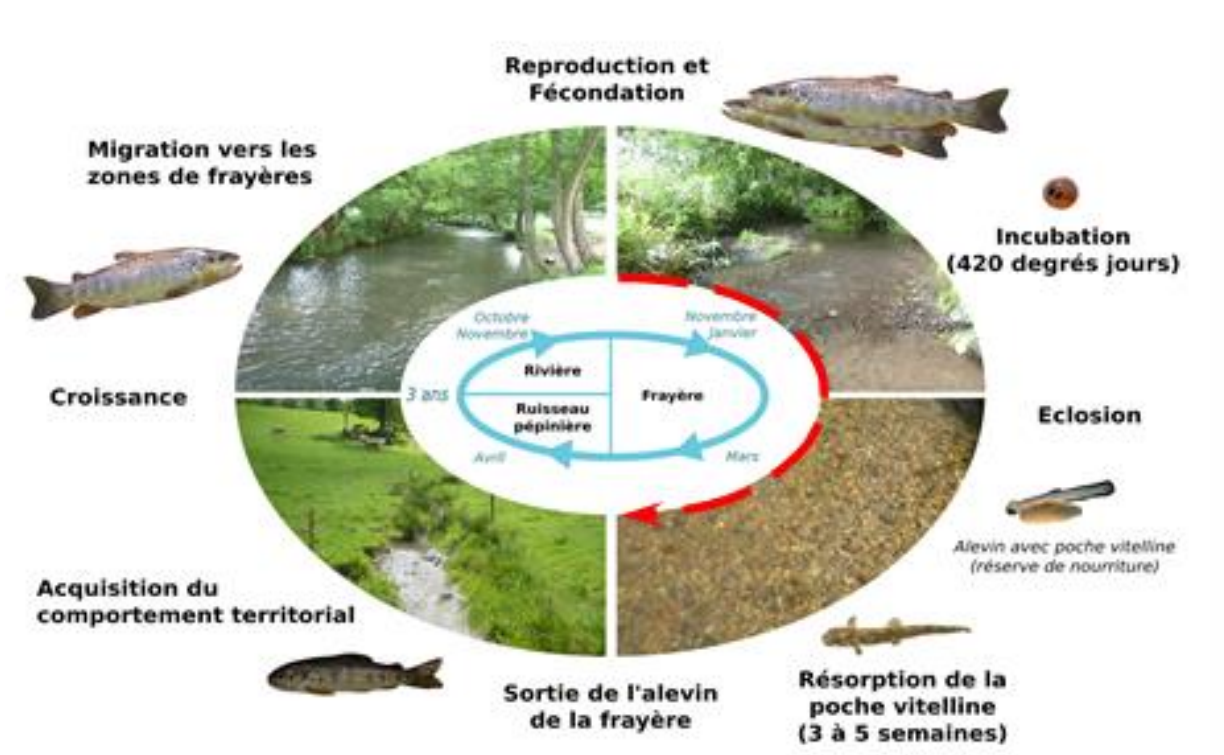 Reproduction et
Fécondation
Migration vers les
zones de frayères
Incubation
(420 degrés jours)
Octobre
Novembre
Novembre
Janvier
Rivière
3 ans
Frayère
Ruisseau
pépinière
Avril
Mars
Croissance
Eclosion
Alevin avec poche vitelline
(réserve de nourriture)
Acquisition du
comportement territorial
Sortie de l'alevin
de la frayère
Résorption de la
poche vitelline
(3 à 5 semaines)